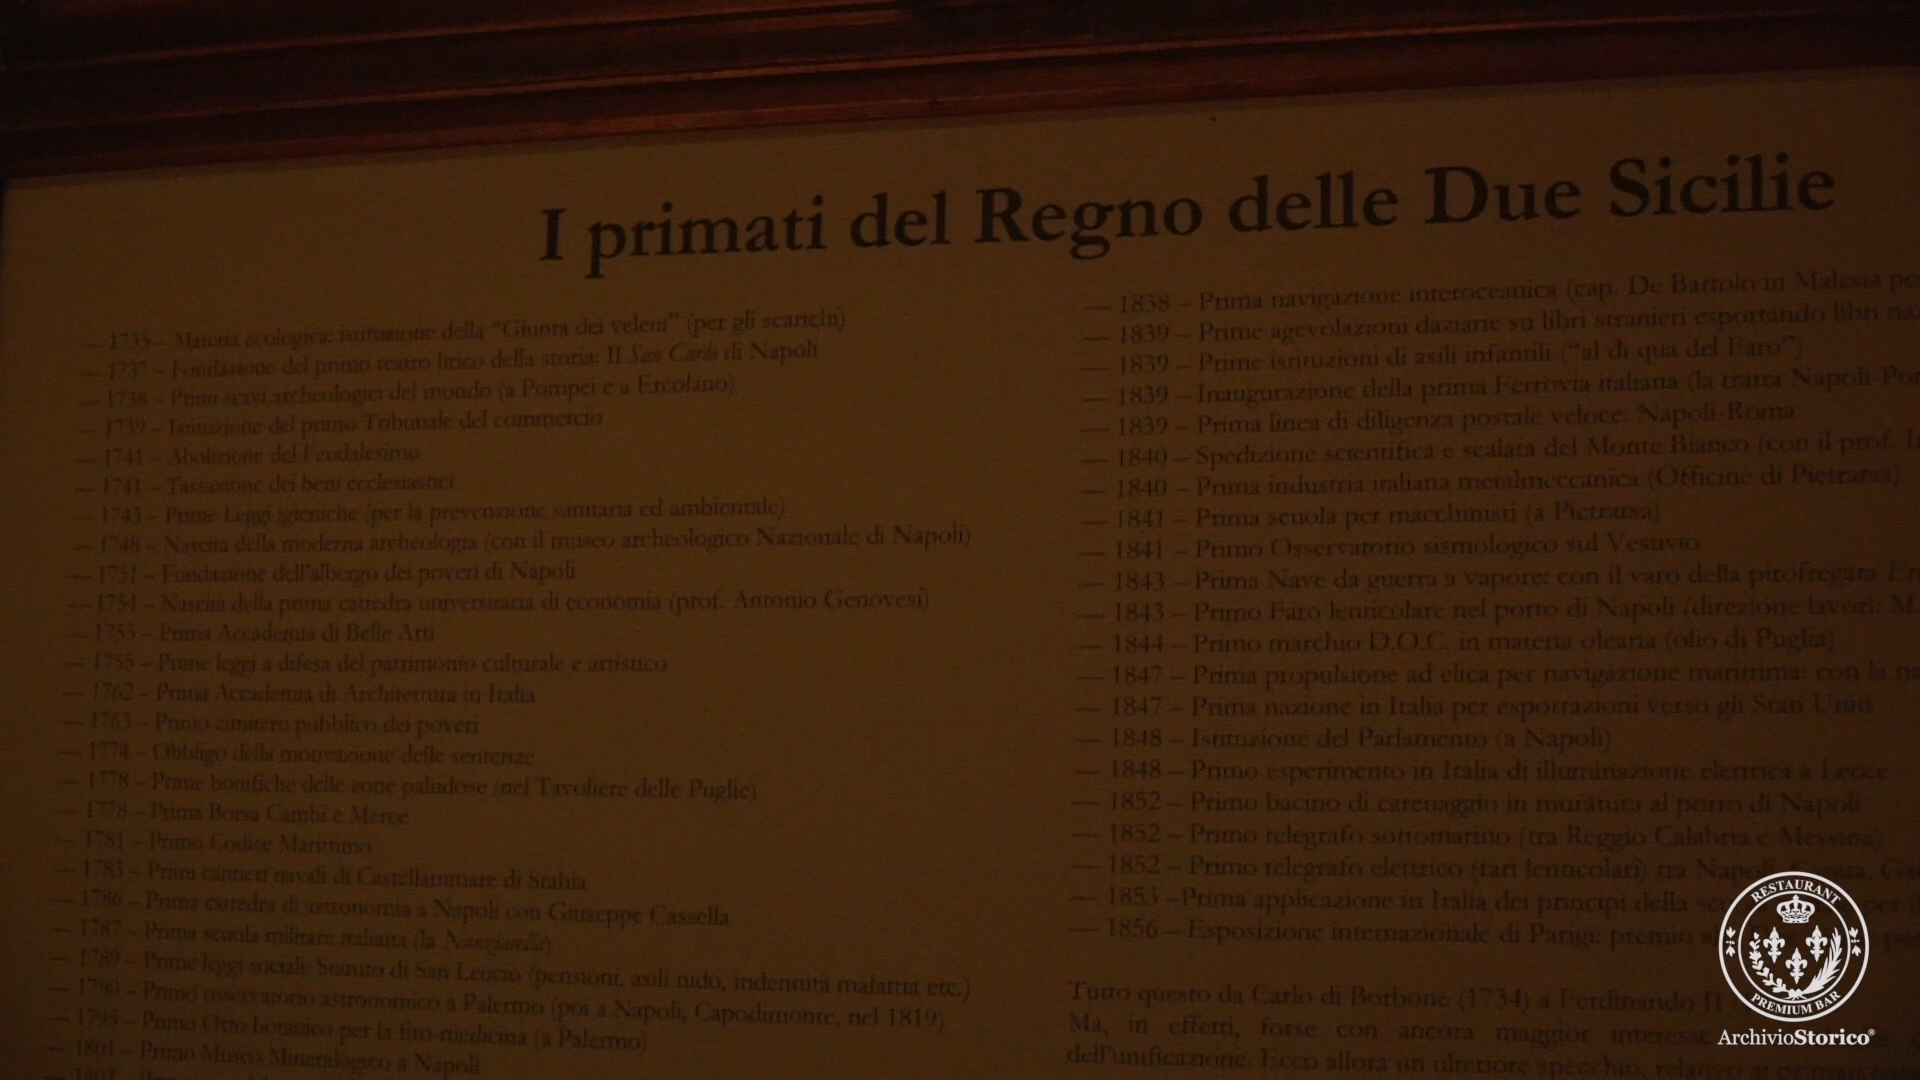 I primati del Regno delle Due Sicilie
— 1735 – Materia ecologica: istituzione della “Giunta dei veleni” (per gli scarichi)
— 1737 – Fondazione del primo teatro lirico della storia: Il San Carlo di Napoli
— 1738 – Primi scavi archeologici del mondo (a Pompei e a Ercolano)
— 1739 – Istituzione del primo Tribunale del commercio
— 1741 – Abolizione del Feudalesimo
— 1741 – Tassazione dei beni ecclesiastici
— 1743 – Prime Leggi igieniche (per la prevenzione sanitaria ed ambientale)
— 1748 – Nascita della moderna archeologia (con il museo archeologico Nazionale di Napoli)
— 1751 – Fondazione dell'albergo dei poveri di Napoli
— 1754 – Nascita della prima cattedra universitaria di economia (prof. Antonio Genovesi)
— 1755 – Prima Accademia di Belle Arti
— 1755 – Prime leggi a difesa del patrimonio culturale e artistico
— 1762 – Prima Accademia di Architettura in Italia
— 1763 – Primo cimitero pubblico dei poveri
— 1774 – Obbligo della motivazione delle sentenze
— 1778 – Prime bonifiche delle zone paludose (nel Tavoliere delle Puglie)
— 1778 – Prima Borsa Cambi e Merce
— 1781 – Primo Codice Marittimo
— 1783 – Primi cantieri navali di Castellammare di Stabia
— 1786 – Prima cattedra di astronomia a Napoli con Giuseppe Cassella
— 1787 – Prima scuola militare italiana (la Nunziatella)
— 1789 – Prime leggi sociali: Statuto di San Leucio (pensioni, asili nido, indennità malattia etc.)
— 1790 – Primo osservatorio astronomico a Palermo (poi a Napoli, Capodimonte, nel 1819)
— 1795 – Primo Orto botanico per la fito-medicina (a Palermo)
— 1801 – Primo Museo Mineralogico a Napoli
— 1838 – Prima navigazione interoceanica (cap. De Bartolo in Malesia
— 1839 – Prime agevolazioni daziarie su libri stranieri esportando libri
— 1839 – Prime istituzioni di asili infantili (“al di qua del Faro”)
— 1839 – Inaugurazione della prima Ferrovia italiana (la tratta Napoli-Por
— 1839 – Prima linea di diligenza postale veloce: Napoli-Roma
— 1840 – Spedizione scientifica e scalata del Monte Bianco (con il prof.
— 1840 – Prima industria italiana metalmeccanica (Officine di Pietrarsa)
— 1841 – Prima scuola per macchinisti (a Pietrarsa)
— 1841 – Primo Osservatorio sismologico sul Vesuvio
— 1843 – Prima Nave da guerra a vapore: con il varo della pirofregata
— 1843 – Primo Faro lenticolare nel porto di Napoli (direzione lavori: M.
— 1844 – Primo marchio D.O.C. in materia olearia (olio di Puglia)
— 1847 – Prima propulsione ad elica per navigazione marittima: con la
— 1847 – Prima nazione in Italia per esportazioni verso gli Stati Uniti
— 1848 – Istituzione del Parlamento (a Napoli)
— 1848 – Primo esperimento in Italia di illuminazione elettrica a Lecce
— 1852 – Primo bacino di carenaggio in muratura al porto di Napoli
— 1852 – Primo telegrafo sottomarino (tra Reggio Calabria e Messina)
— 1852 – Primo telegrafo elettrico (fari lenticolari) tra Napoli,
— 1853 –Prima applicazione in Italia dei principi della
— 1856 – Esposizione internazionale di Parigi: premio
Tutto questo da Carlo di Borbone (1734) a Ferdinando II
Ma, in effetti, forse con ancora maggior interesse
dell'unificazione. Ecco allora un ulteriore specchio,
RESTAURANT
PREMIUM BAR
ArchivioStorico®